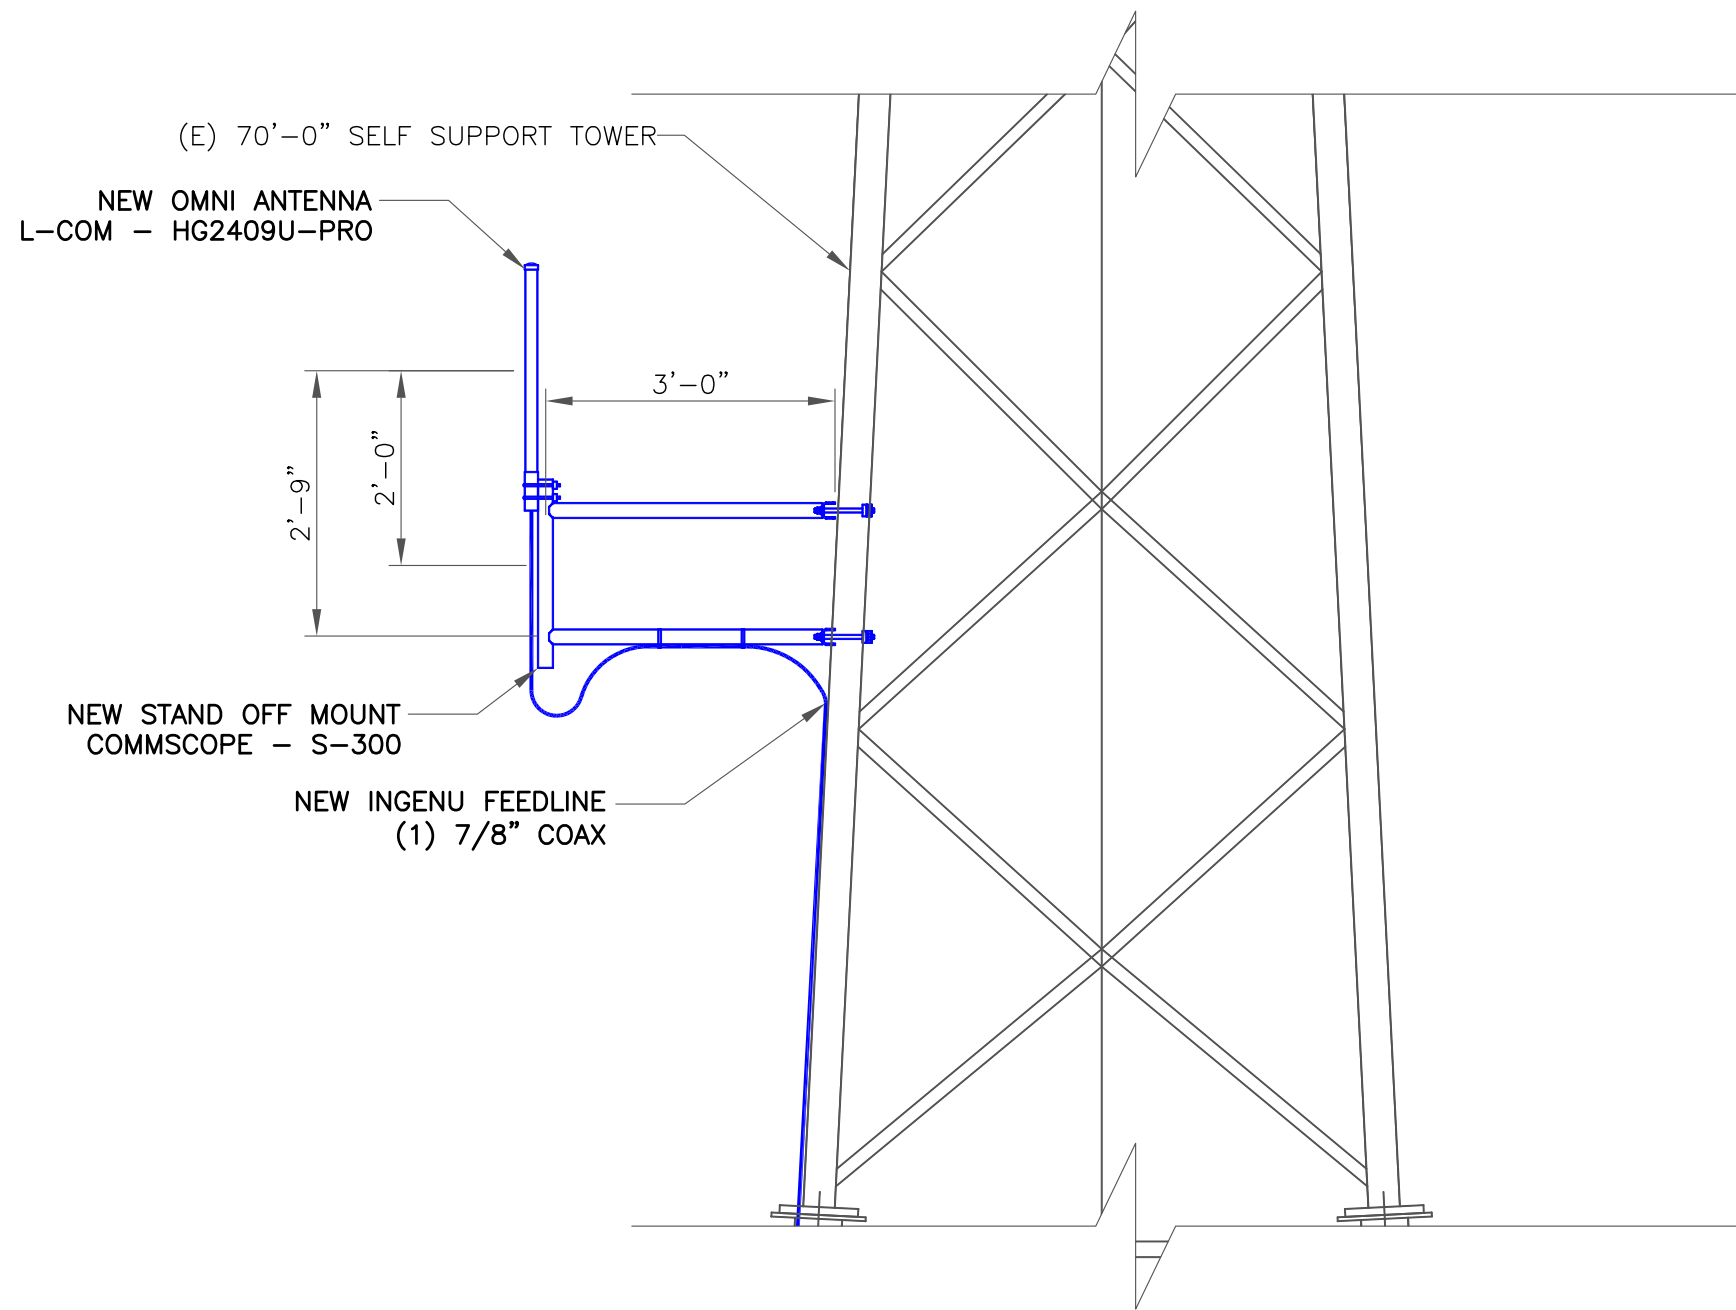 (E) 70'-0" SELF SUPPORT TOWER
NEW OMNI ANTENNA
L-COM - HG2409U-PRO
3'-0"
2'-0"
2'-9"
NEW STAND OFF MOUNT
COMMSCOPE - S-300
NEW INGENU FEEDLINE
(1) 7/8" COAX